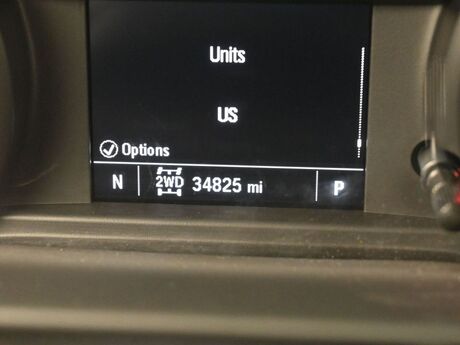 Units
US
Options
N 2WD 34825 mi P